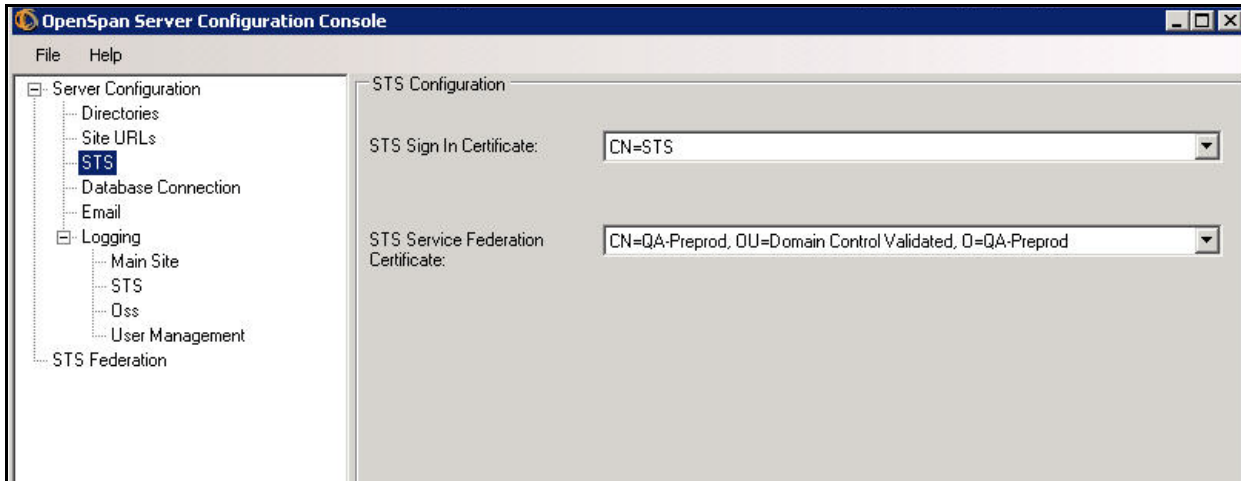 OpenSpan Server Configuration Console
File Help
Server Configuration
Directories
Site URLs
STS
Database Connection
Email
Logging
Main Site
STS
Oss
User Management
STS Federation
STS Configuration
STS Sign In Certificate:
CN=STS
STS Service Federation
Certificate:
CN=QA-Preprod, OU=Domain Control Validated, O=QA-Preprod